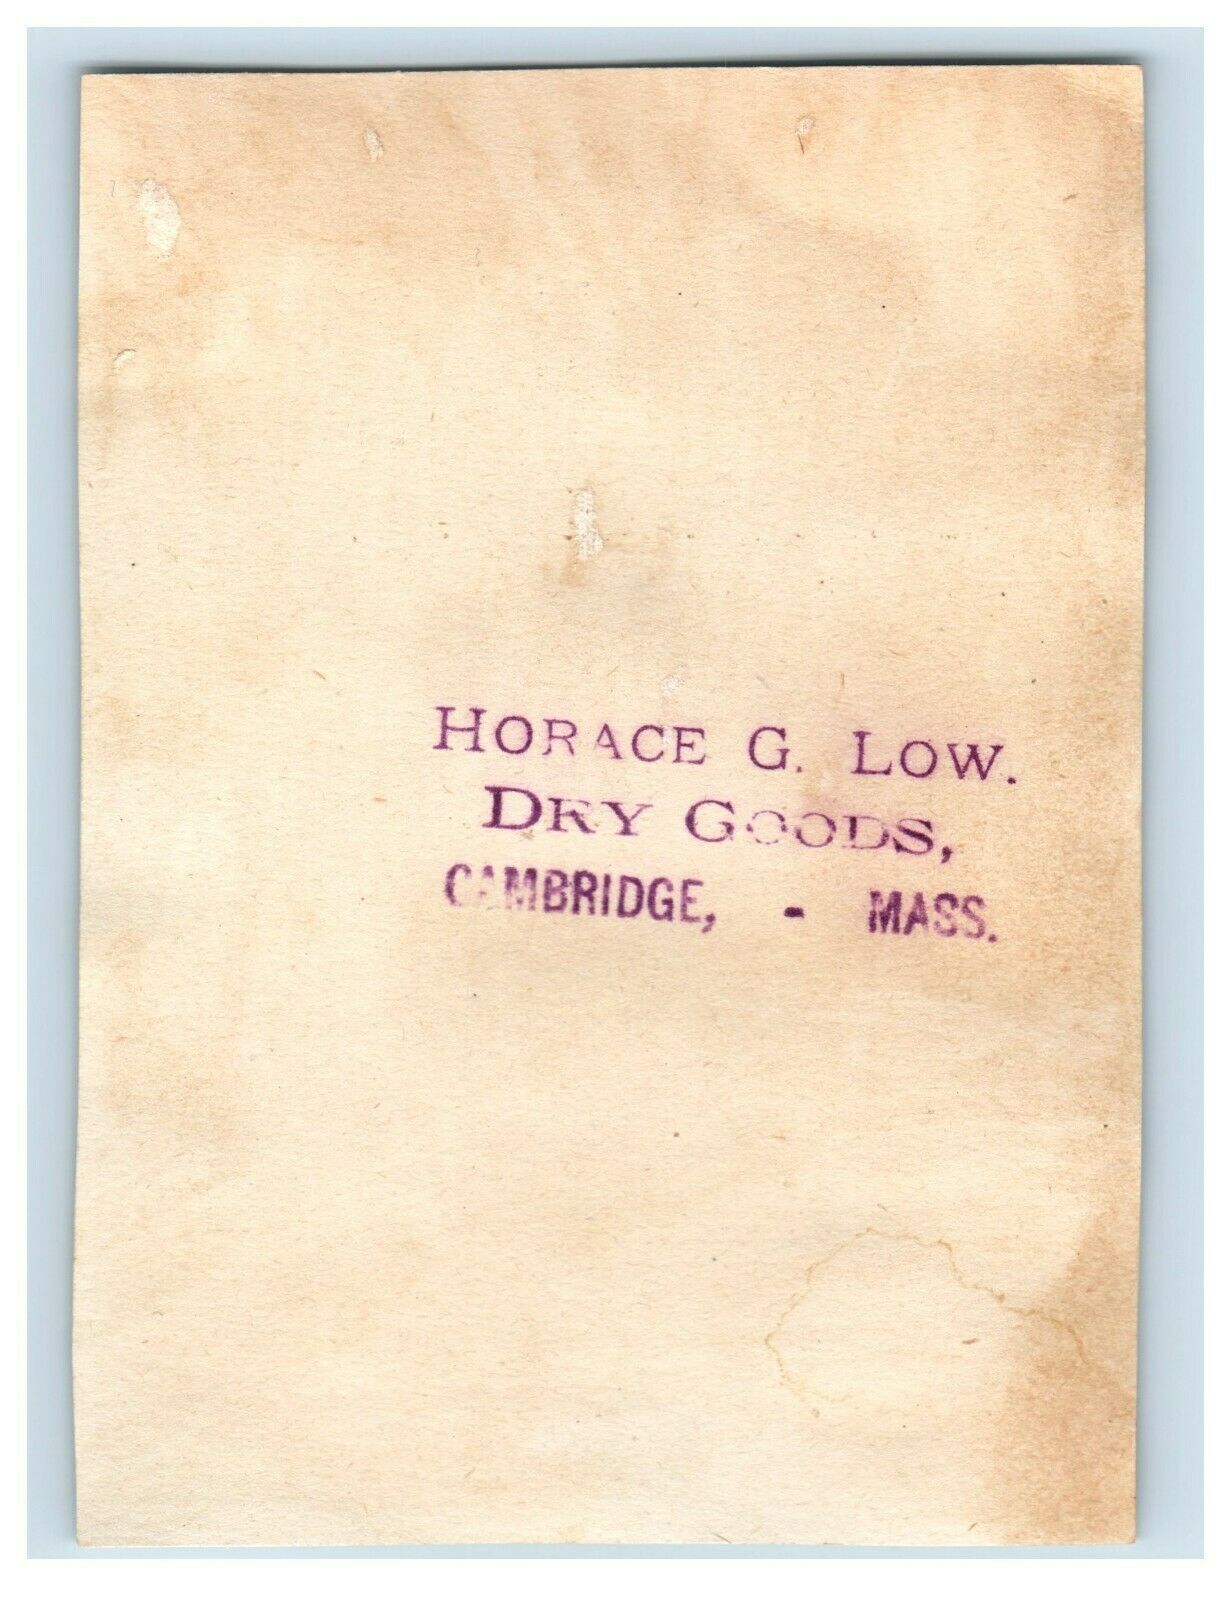 HORACE G. LOW.
DRY GOODS,
CAMBRIDGE, - MASS.